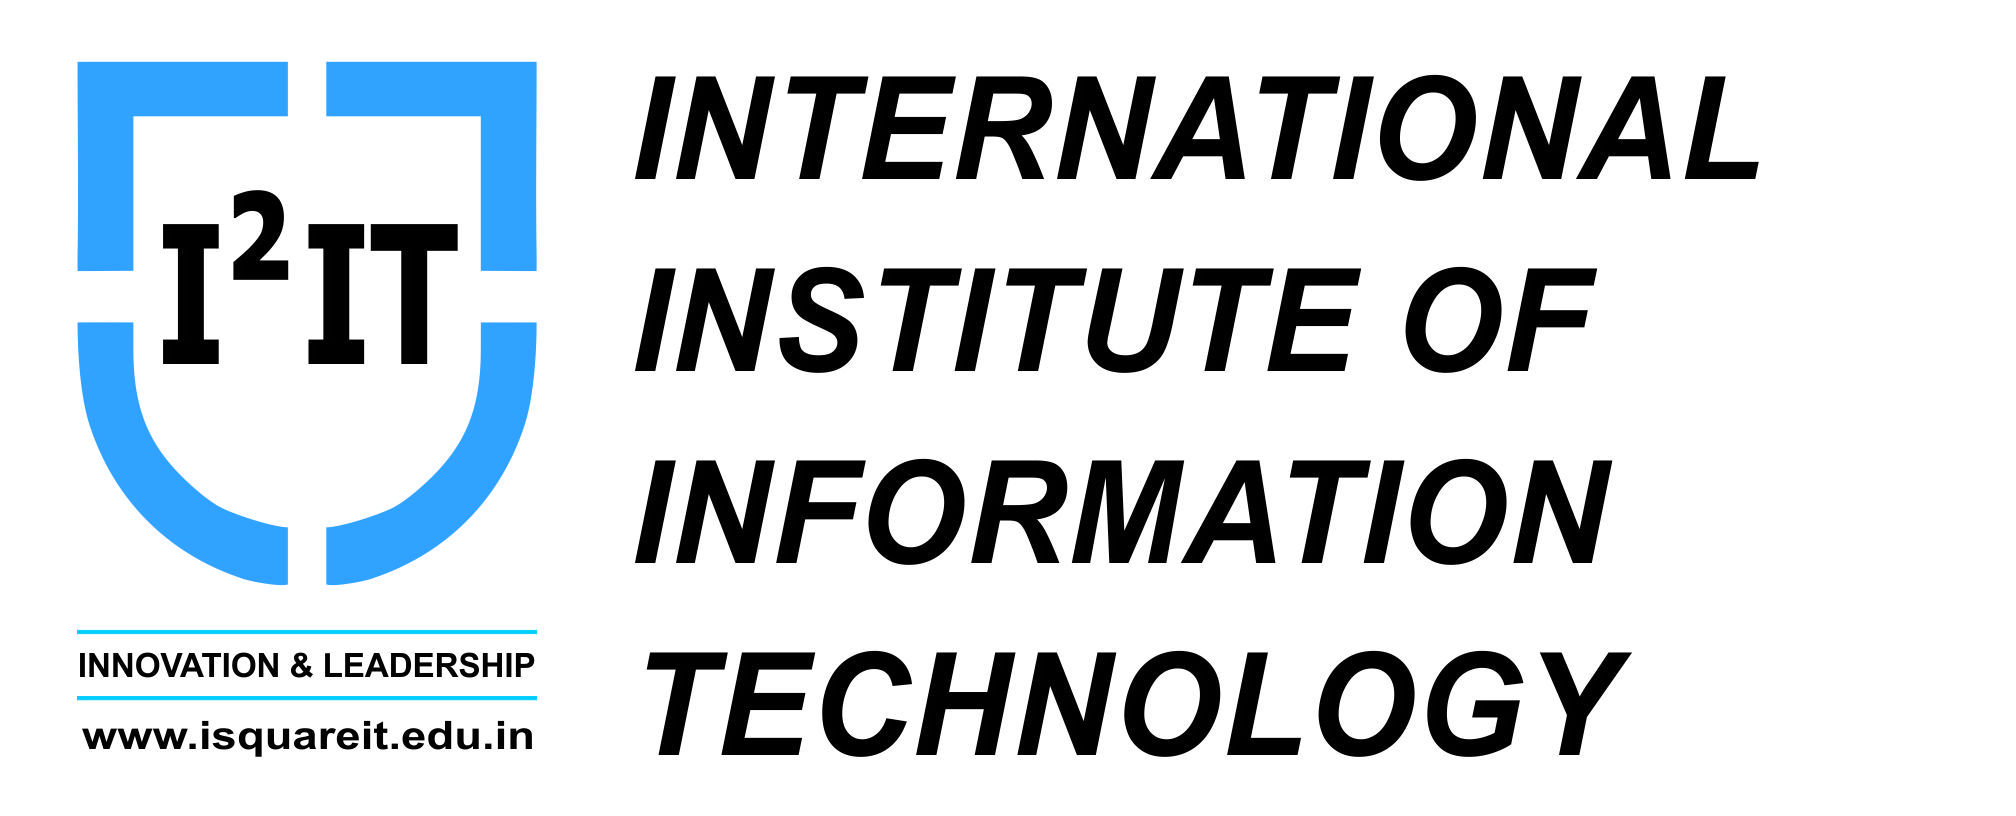 I²IT
INNOVATION & LEADERSHIP
www.isquareit.edu.in
INTERNATIONAL
INSTITUTE OF
INFORMATION
TECHNOLOGY